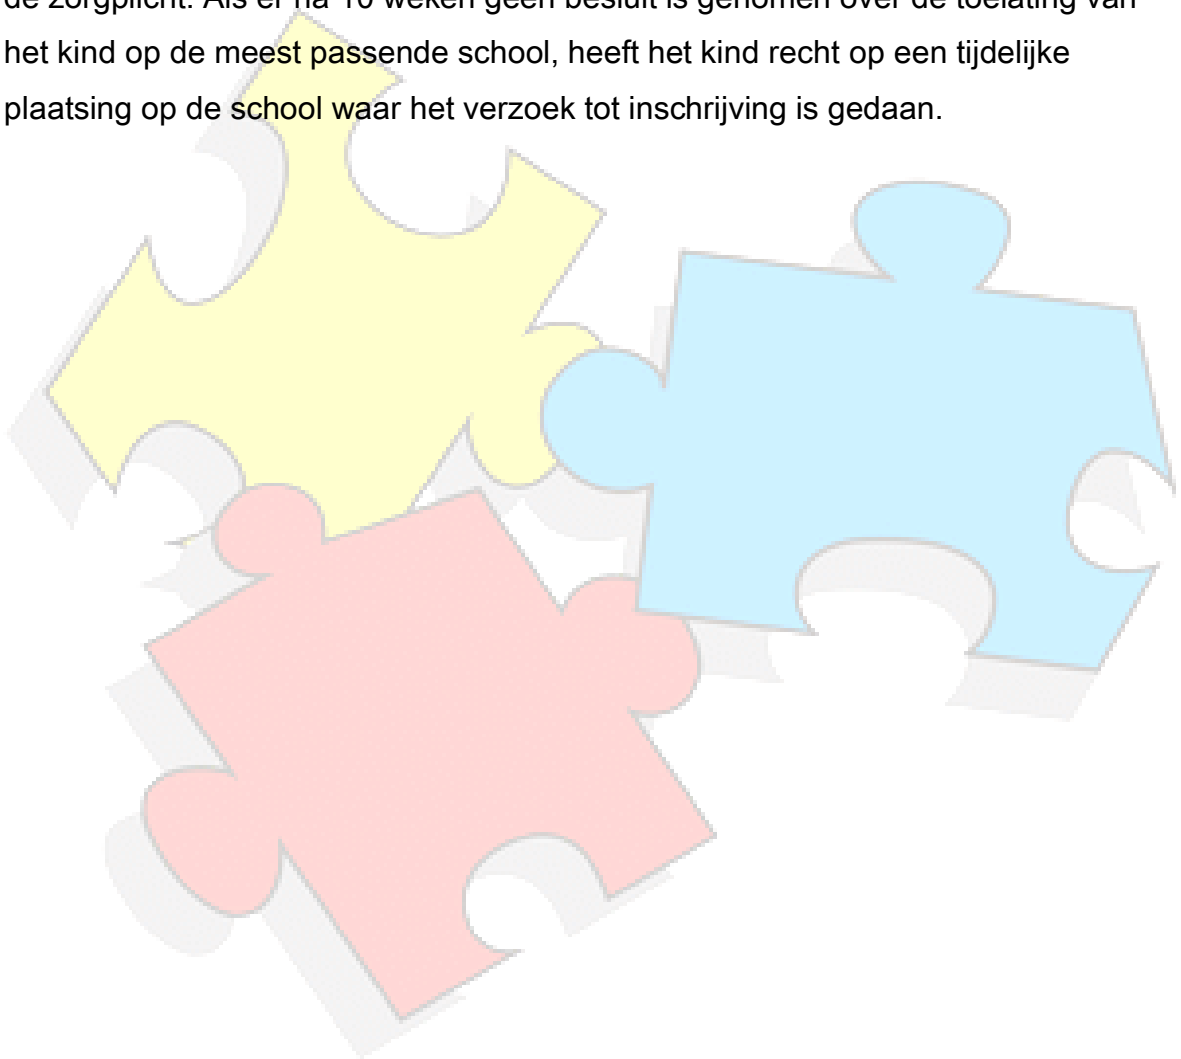 de zorgplicht. Als er na 10 weken geen besluit is genomen over de toelating van
het kind op de meest passende school, heeft het kind recht op een tijdelijke
plaatsing op de school waar het verzoek tot inschrijving is gedaan.